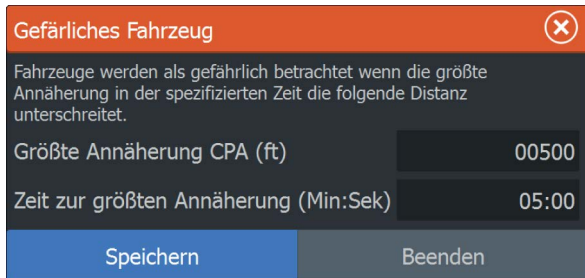 Gefärliches Fahrzeug
Fahrzeuge werden als gefährlich betrachtet wenn die größte
Annäherung in der spezifizierten Zeit die folgende Distanz
unterschreitet.
Größte Annäherung CPA (ft) 00500
Zeit zur größten Annäherung (Min:Sek) 05:00
Speichern Beenden